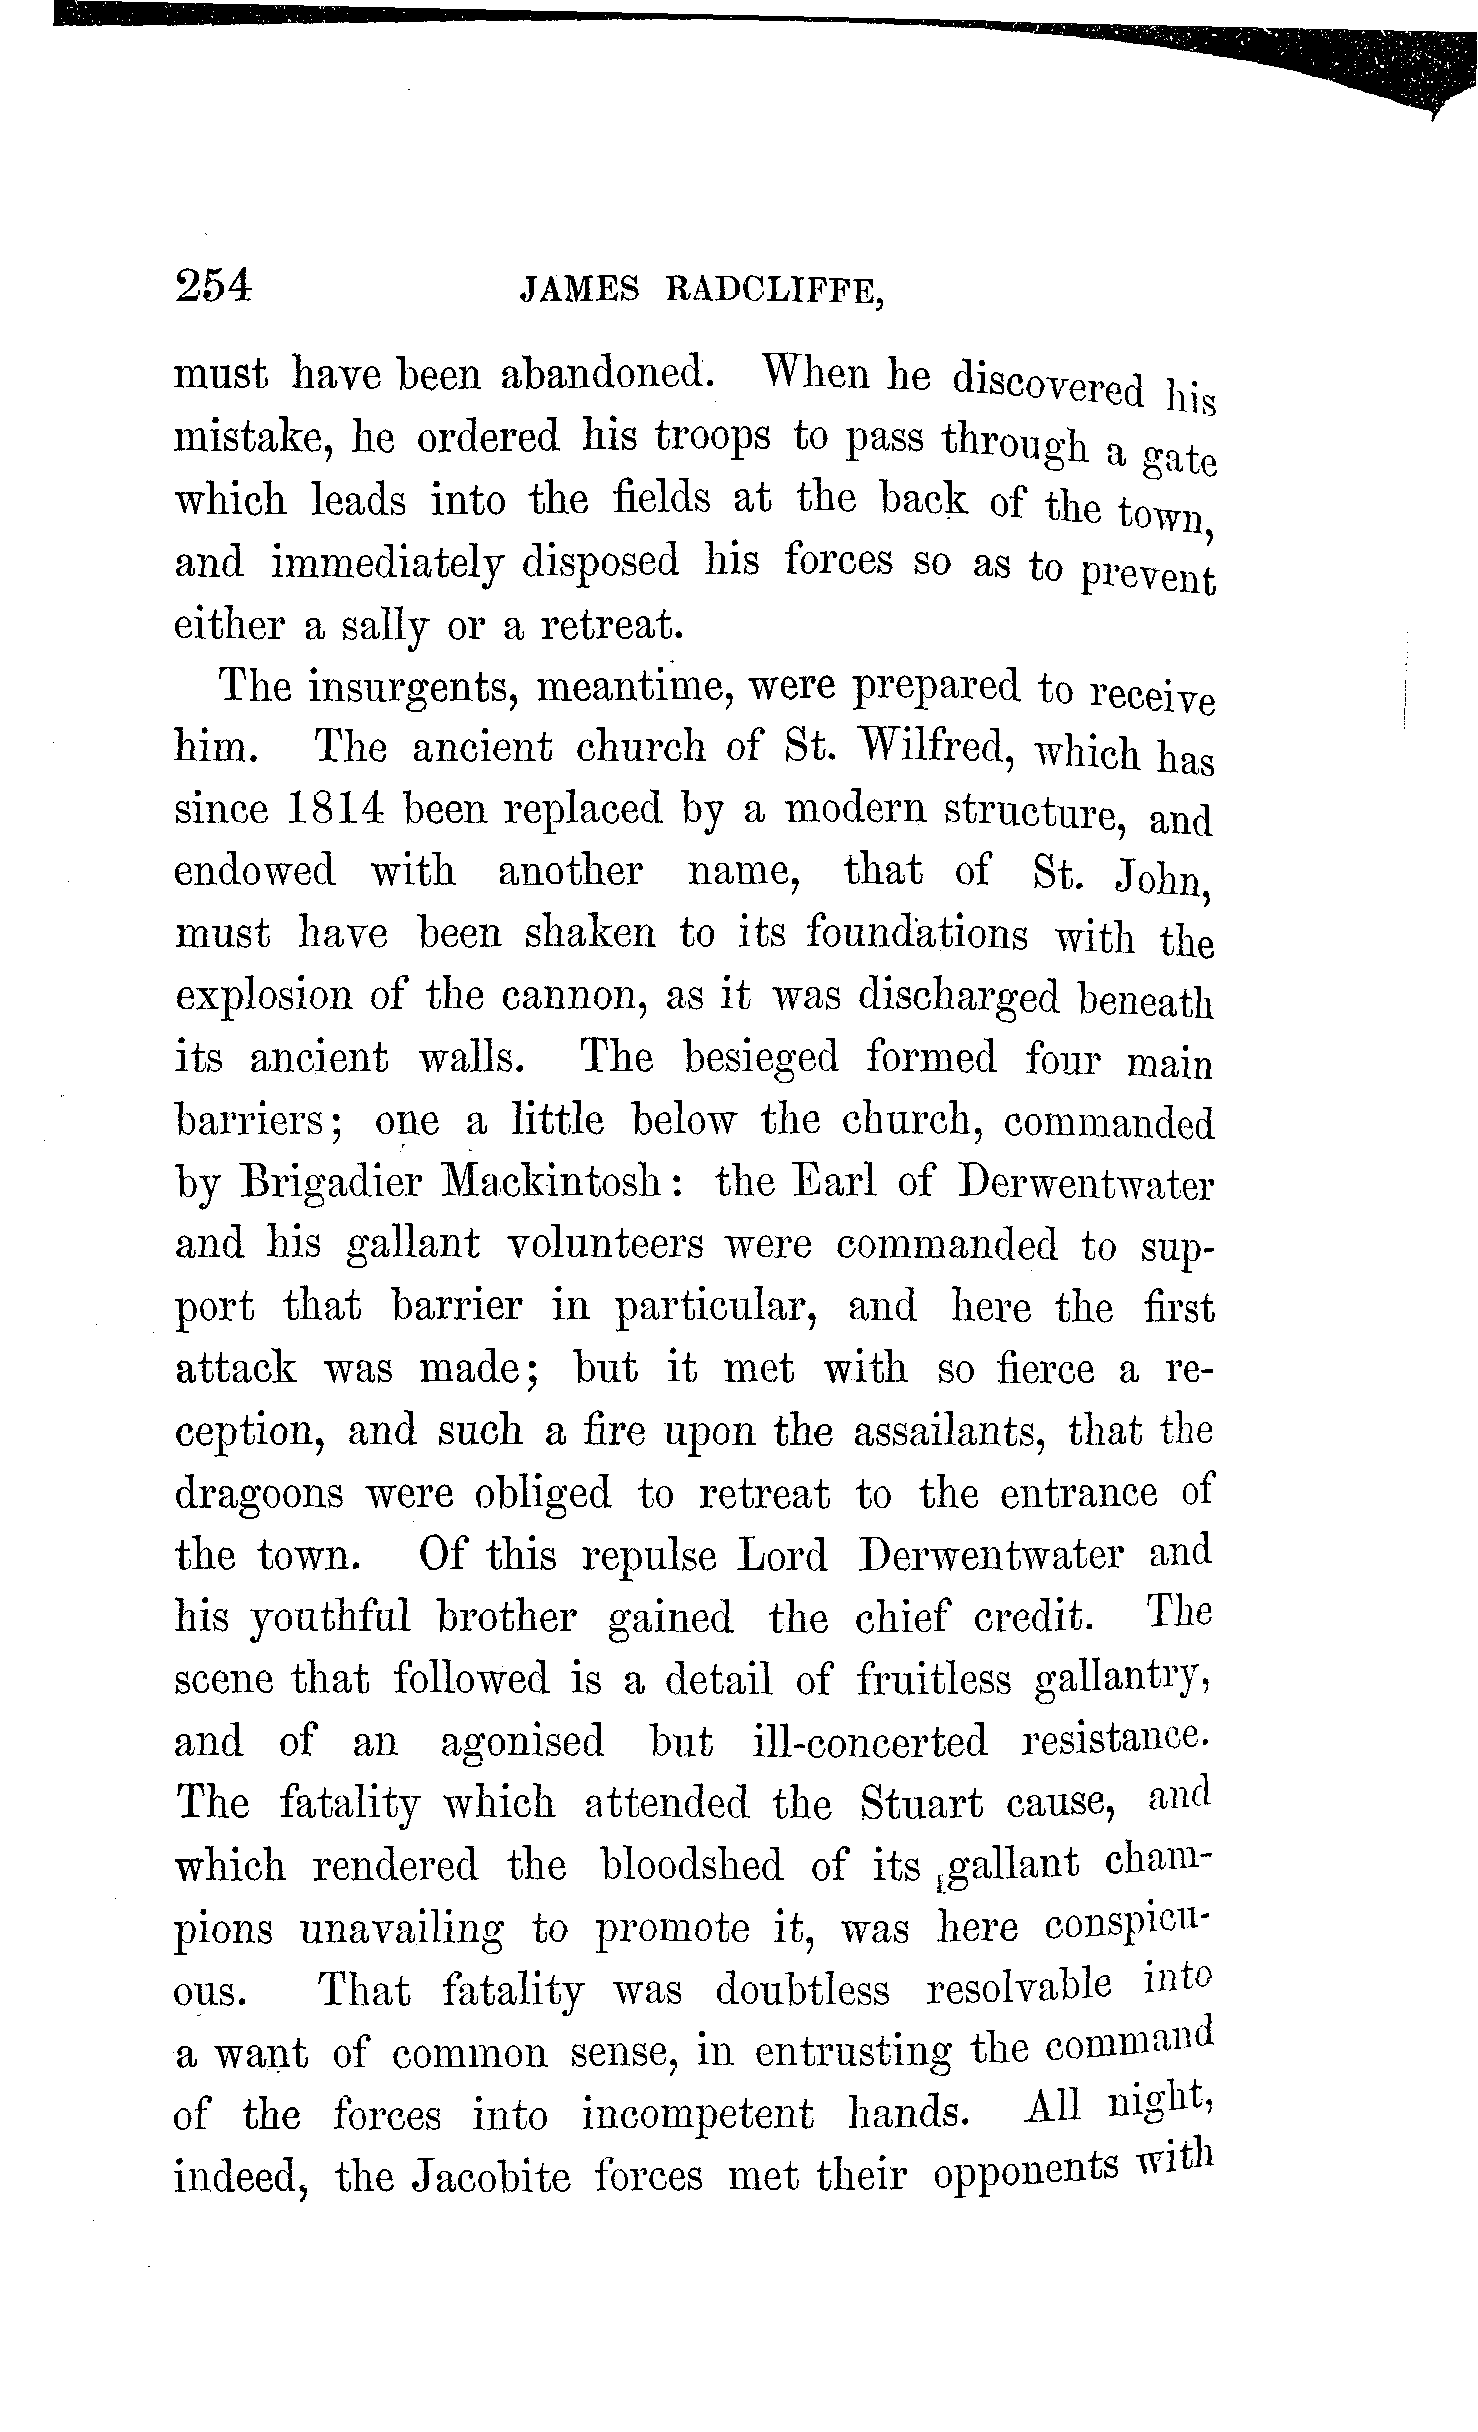 254 JAMES RADCLIFFE,
must have been abandoned. When he discovered his
mistake, he ordered his troops to pass through a gate
which leads into the fields at the back of the town,
and immediately disposed his forces so as to prevent
either a sally or a retreat.
The insurgents, meantime, were prepared to receive
him. The ancient church of St. Wilfred, which has
since 1814 been replaced by a modern structure, and
endowed with another name, that of St. John,
must have been shaken to its foundations with the
explosion of the cannon, as it was discharged beneath
its ancient walls. The besieged formed four main
barriers; one a little below the church, commanded
by Brigadier Mackintosh: the Earl of Derwentwater
and his gallant volunteers were commanded to sup-
port that barrier in particular, and here the first
attack was made; but it met with so fierce a re-
ception, and such a fire upon the assailants, that the
dragoons were obliged to retreat to the entrance of
the town. Of this repulse Lord Derwentwater and
his youthful brother gained the chief credit. The
scene that followed is a detail of fruitless gallantry,
and of an agonised but ill-concerted resistance.
The fatality which attended the Stuart cause, and
which rendered the bloodshed of its gallant cham-
pions unavailing to promote it, was here conspicu-
ous. That fatality was doubtless resolvable into
a want of common sense, in entrusting the command
of the forces into incompetent hands. All night,
indeed, the Jacobite forces met their opponents with